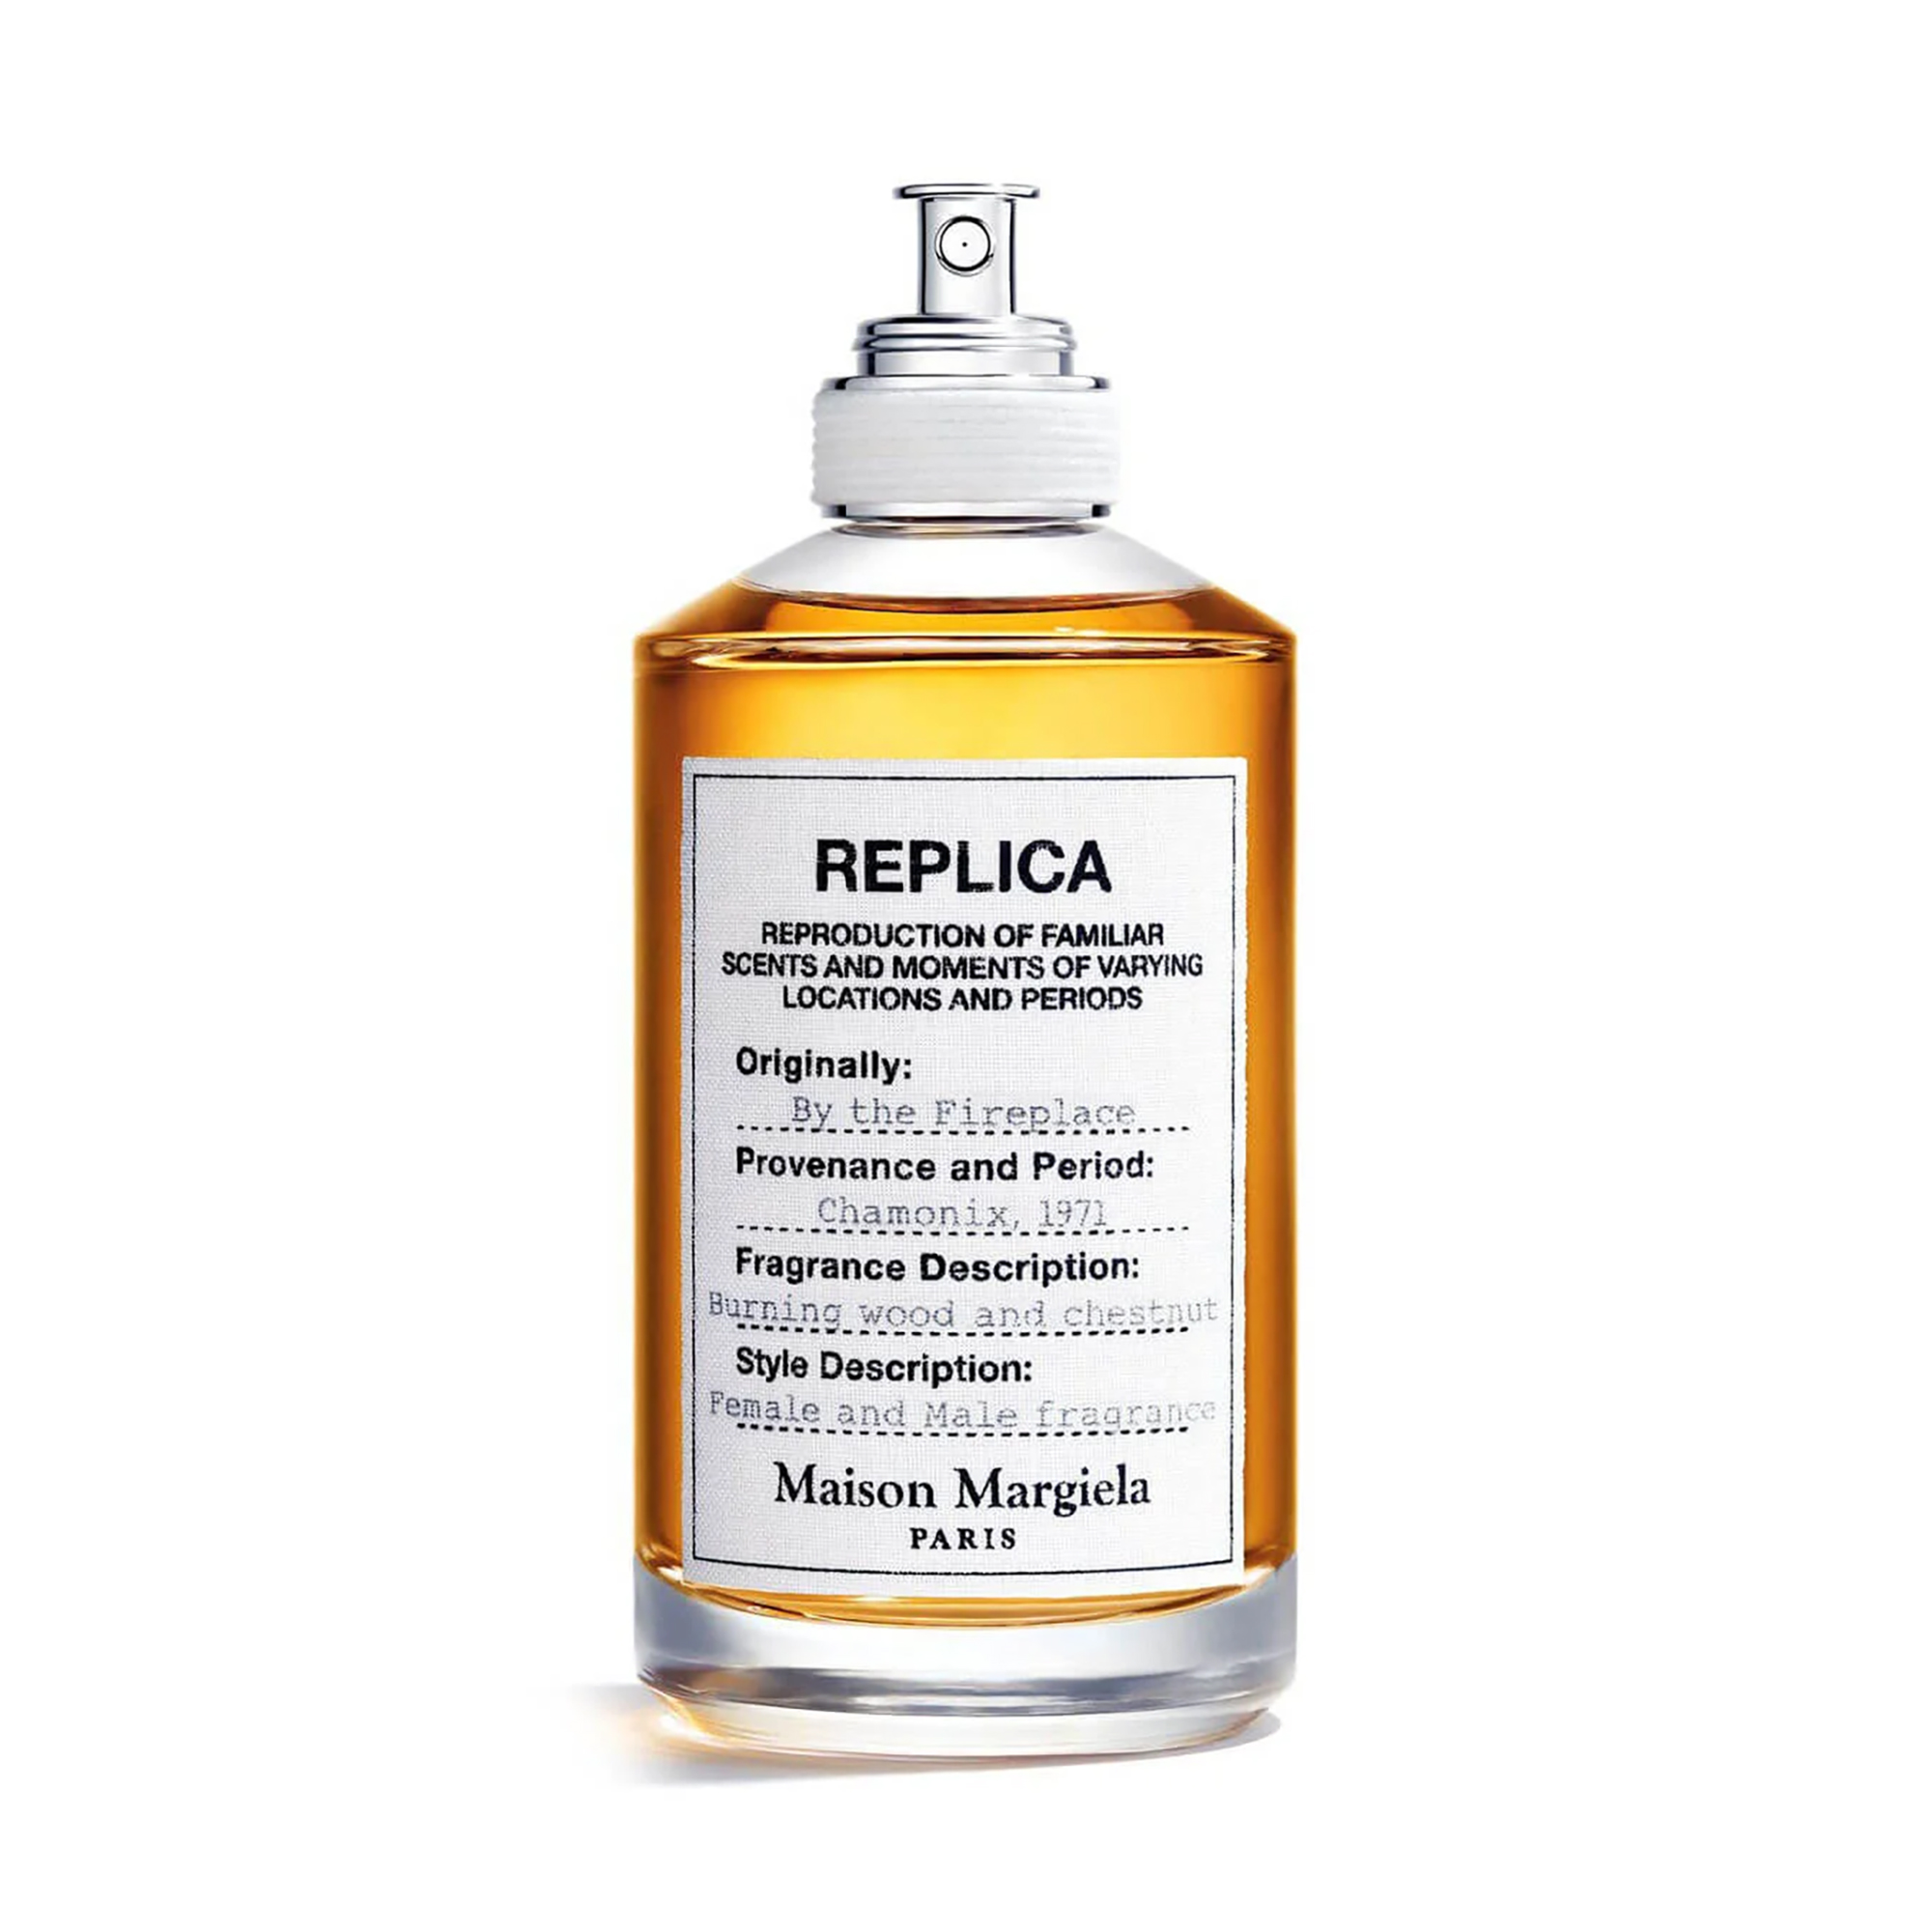 REPLICA
REPRODUCTION OF FAMILIAR
SCENTS AND MOMENTS OF VARYING
LOCATIONS AND PERIODS
Originally:
By the Fireplace
Provenance and Period:
Chamonix, 1971
Fragrance Description:
Burning wood and chestnut
Style Description:
Female and Male fragrance
Maison Margiela
PARIS